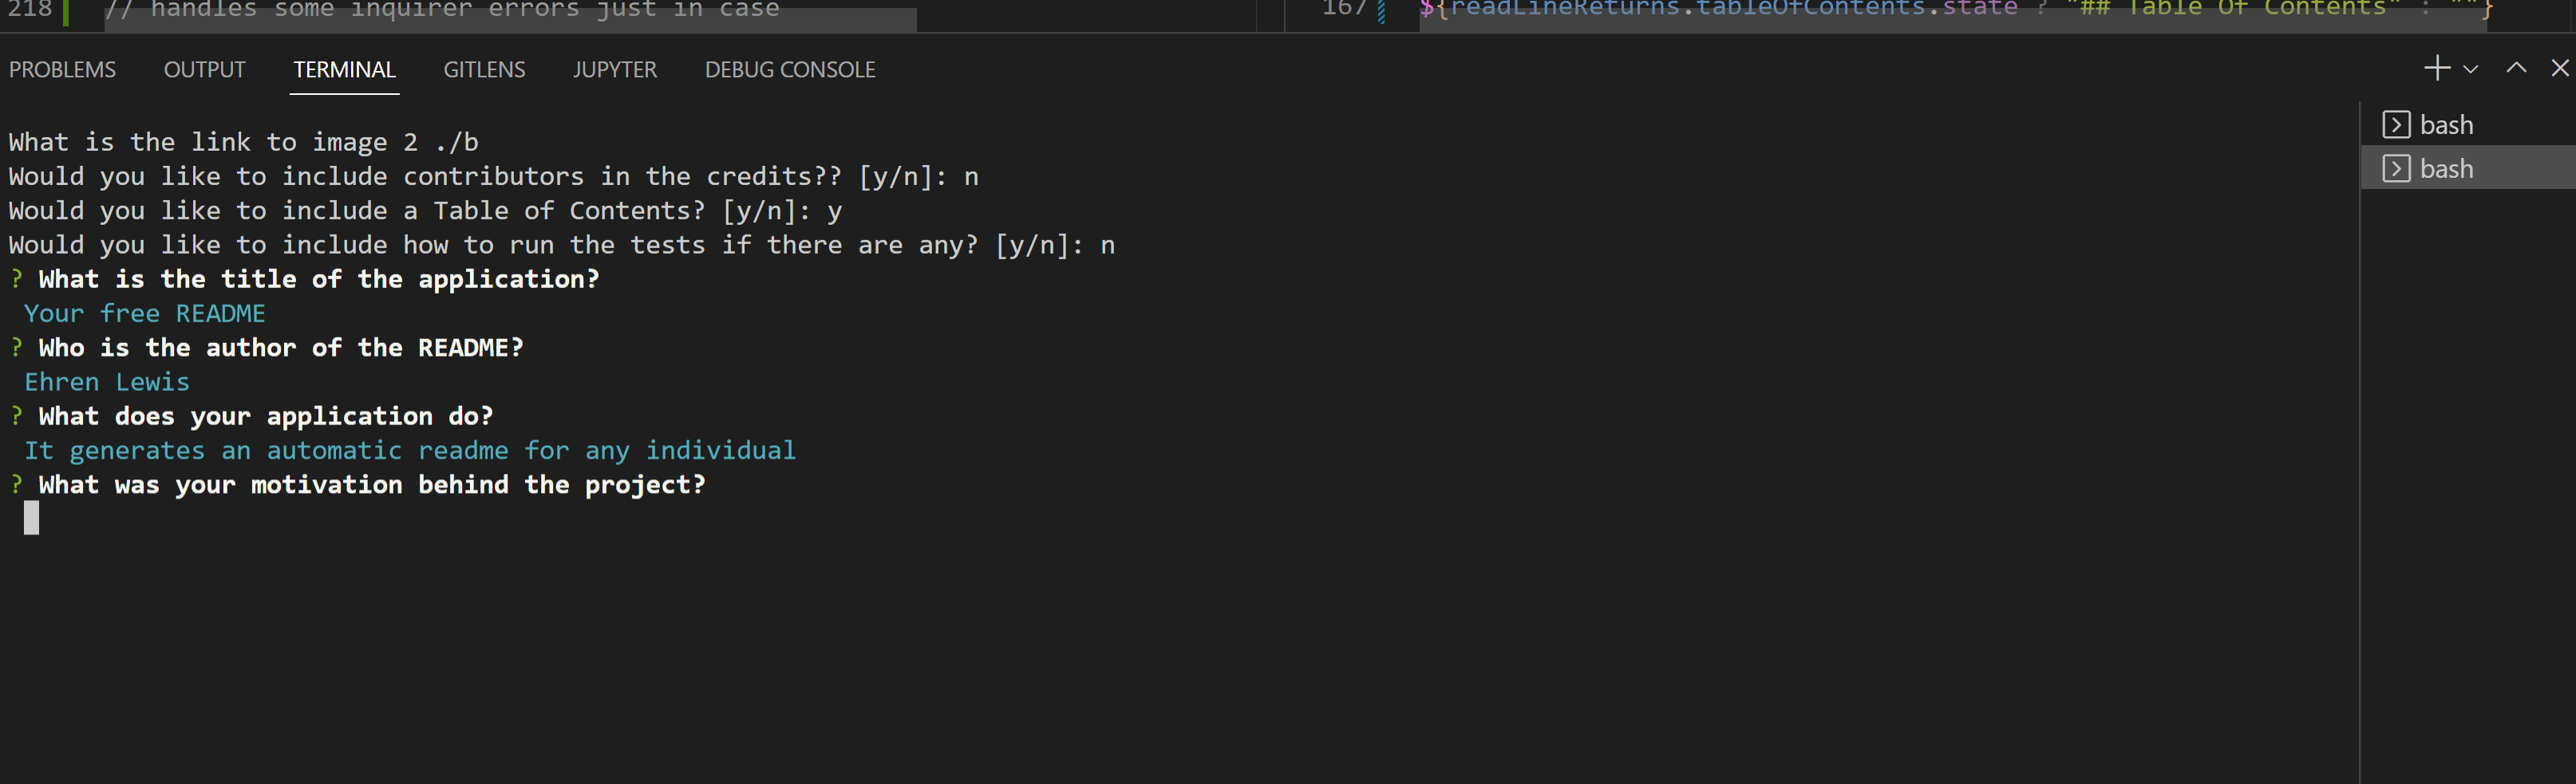 218 // handles some inquirer errors just in case
167 ${readLineReturns.tableOfContents.state ? "## Table Of Contents" : ""}
PROBLEMS OUTPUT TERMINAL GITLENS JUPYTER DEBUG CONSOLE
What is the link to image 2 ./b
Would you like to include contributors in the credits?? [y/n]: n
Would you like to include a Table of Contents? [y/n]: y
Would you like to include how to run the tests if there are any? [y/n]: n
? What is the title of the application?
Your free README
? Who is the author of the README?
Ehren Lewis
? What does your application do?
It generates an automatic readme for any individual
? What was your motivation behind the project?
bash
bash